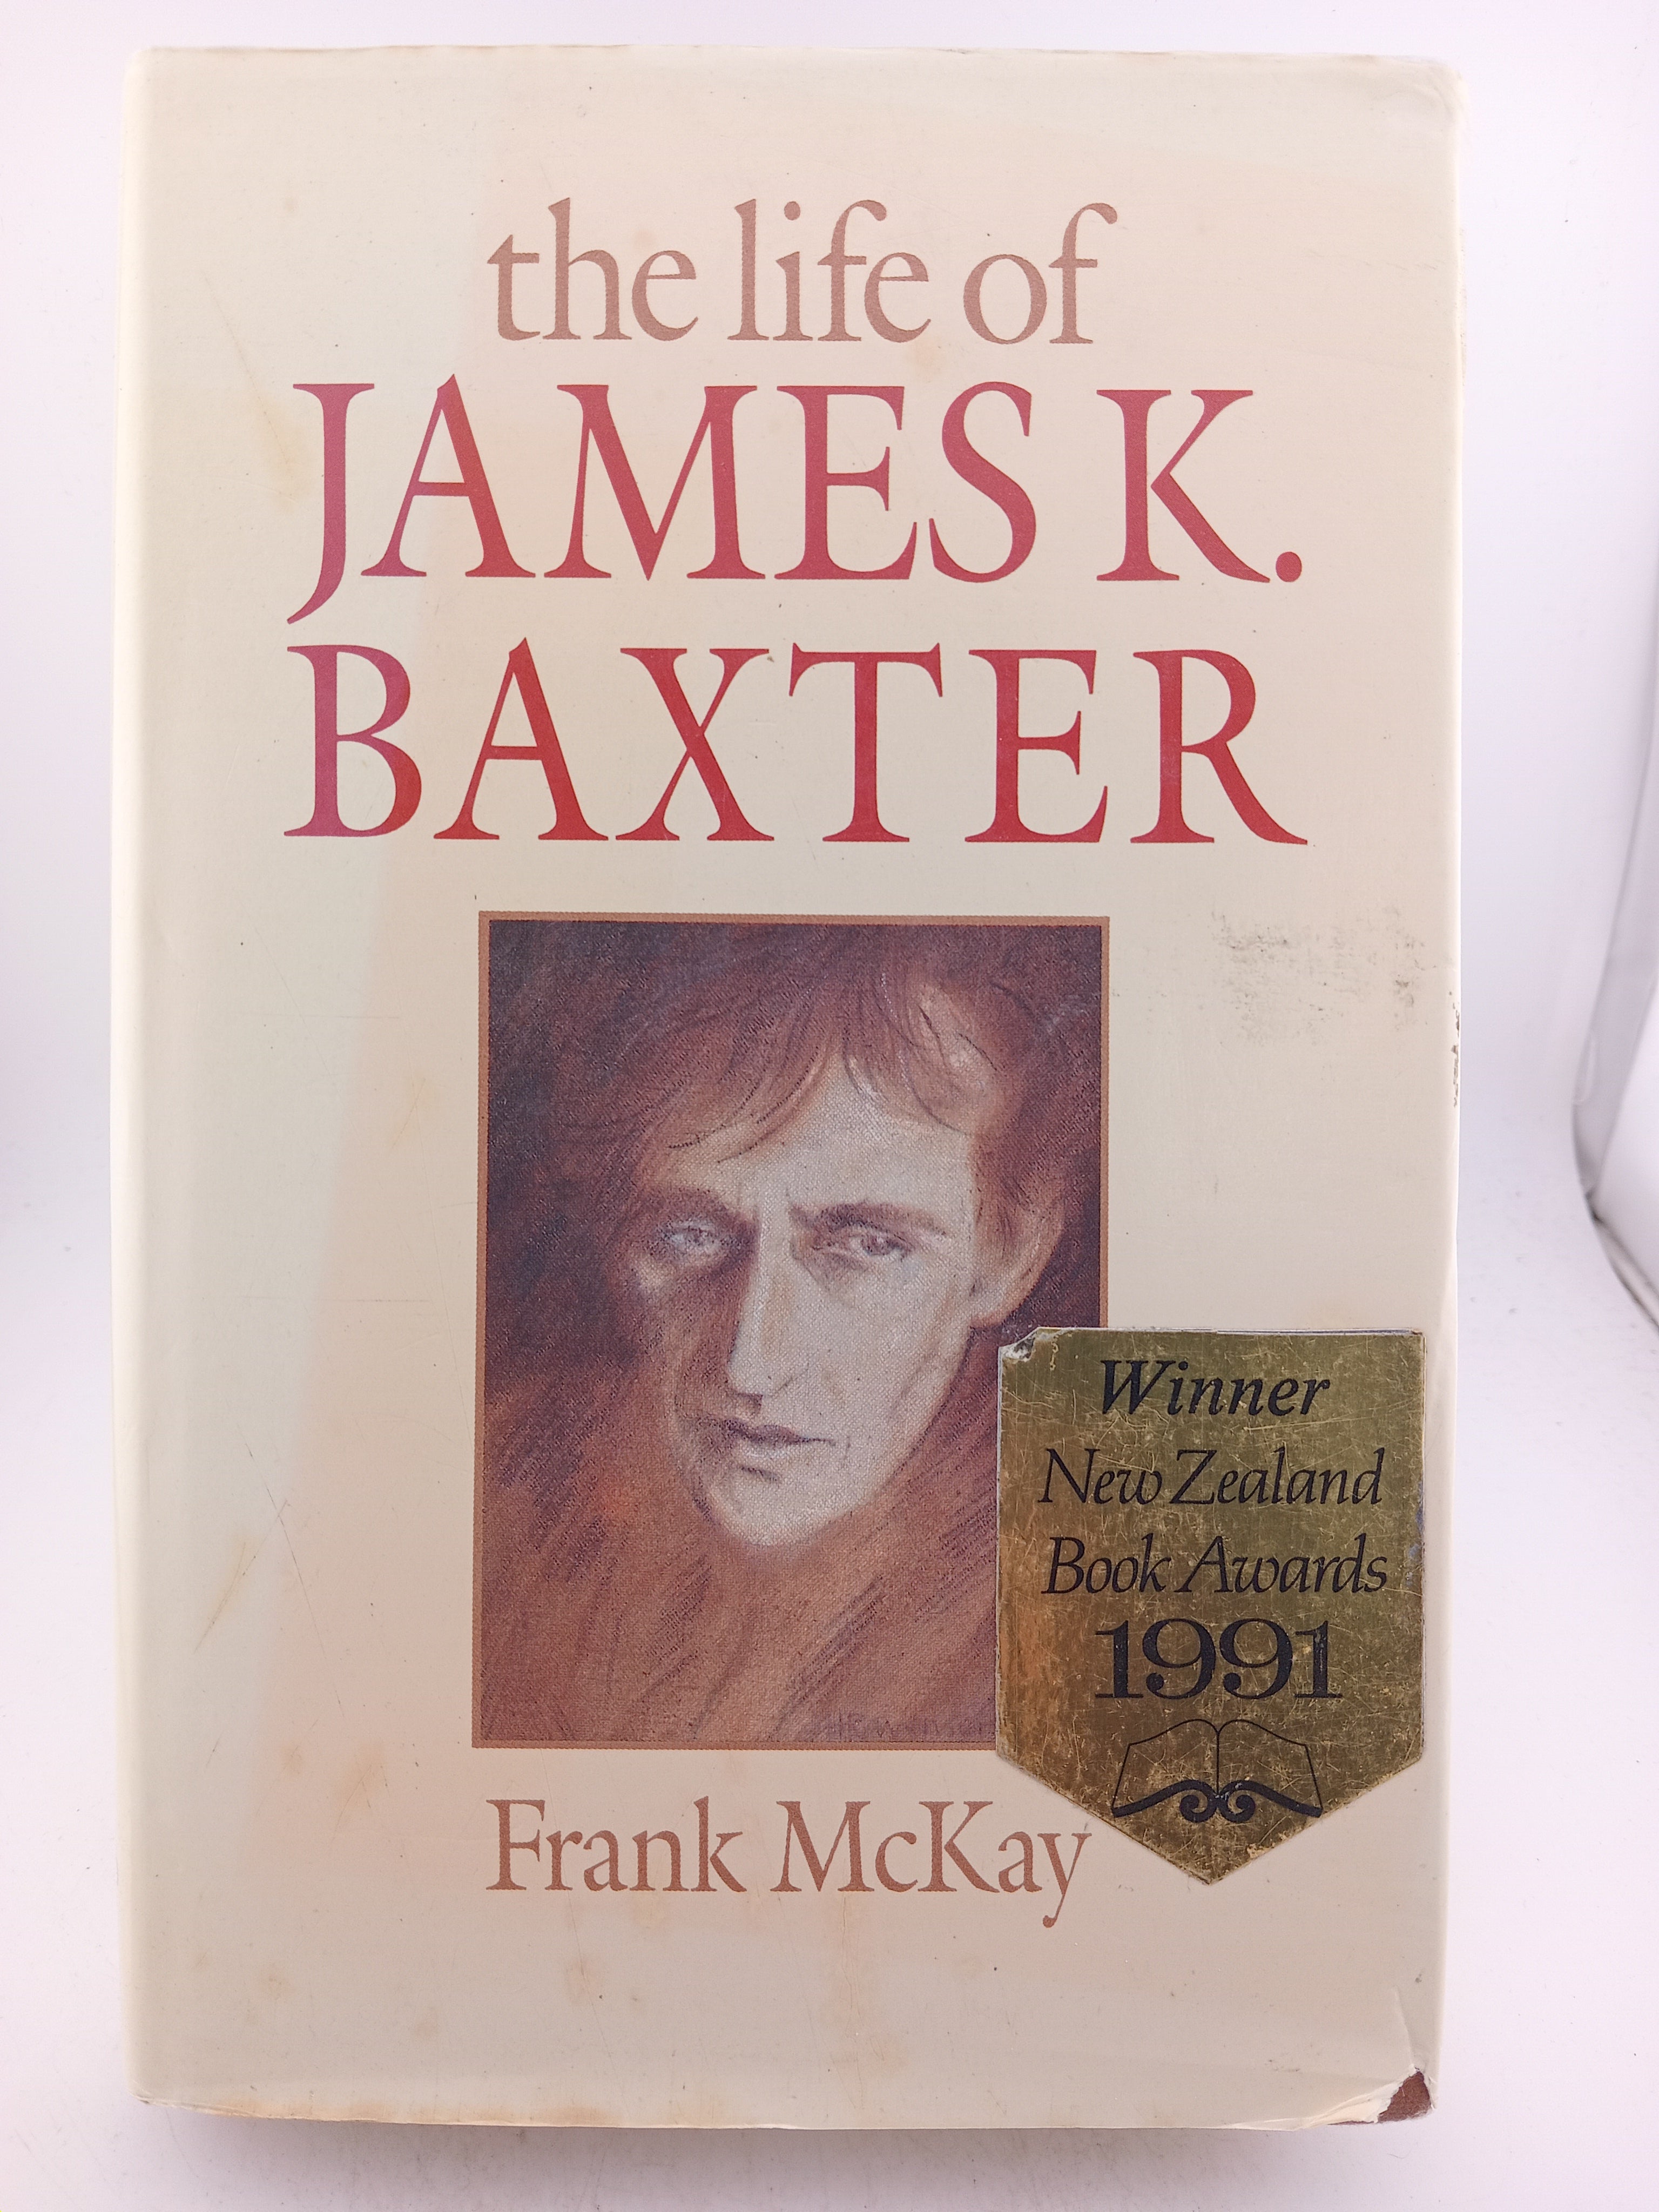 the life of
JAMES K.
BAXTER
Winner
New Zealand
Book Awards
1991
Frank McKay